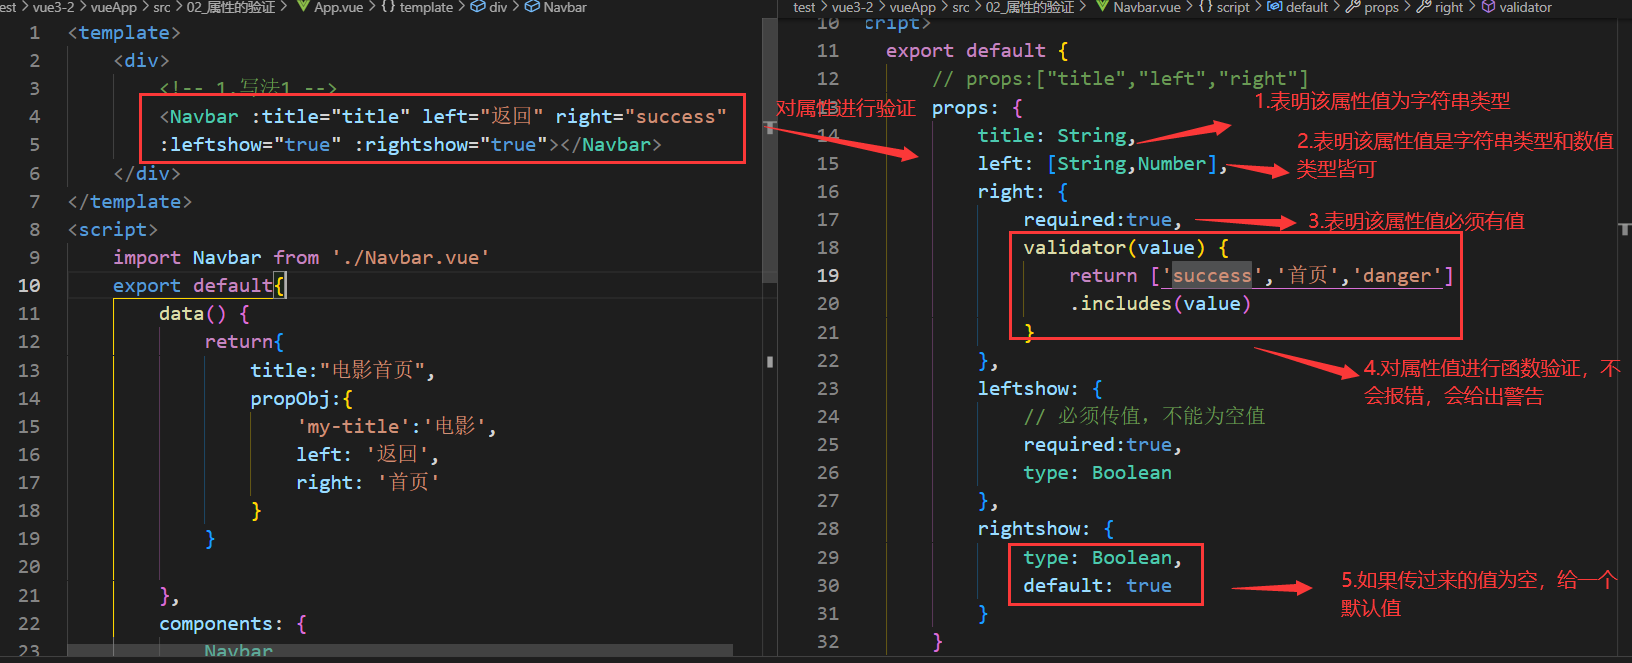 est > vue3-2 > vueApp > src > 02_属性的验证 > App.vue > {} template > div > Navbar
1 <template>
2 <div>
3 <!-- 1.写法1 -->
4 <Navbar :title="title" left="返回" right="success"
5 :leftshow="true" :rightshow="true"></Navbar>
6 </div>
7 </template>
8 <script>
9 import Navbar from './Navbar.vue'
10 export default{
11 data() {
12 return{
13 title:"电影首页",
14 propObj:{
15 'my-title':'电影',
16 left: '返回',
17 right: '首页'
18 }
19 }
20
21 },
22 components: {
23 Navbar
对属性进行验证
test > vue3-2 > vueApp > src > 02_属性的验证 > Navbar.vue > {} script > default > props > right > validator
10 cript>
11 export default {
12 // props:["title","left","right"]
13 props: {
14 title: String,
15 left: [String,Number],
16 right: {
17 required:true,
18 validator(value) {
19 return ['success','首页','danger']
20 .includes(value)
21 }
22 },
23 leftshow: {
24 // 必须传值，不能为空值
25 required:true,
26 type: Boolean
27 },
28 rightshow: {
29 type: Boolean,
30 default: true
31 }
32 }
1.表明该属性值为字符串类型
2.表明该属性值是字符串类型和数值
类型皆可
3.表明该属性值必须有值
4.对属性值进行函数验证，不
会报错，会给出警告
5.如果传过来的值为空，给一个
默认值